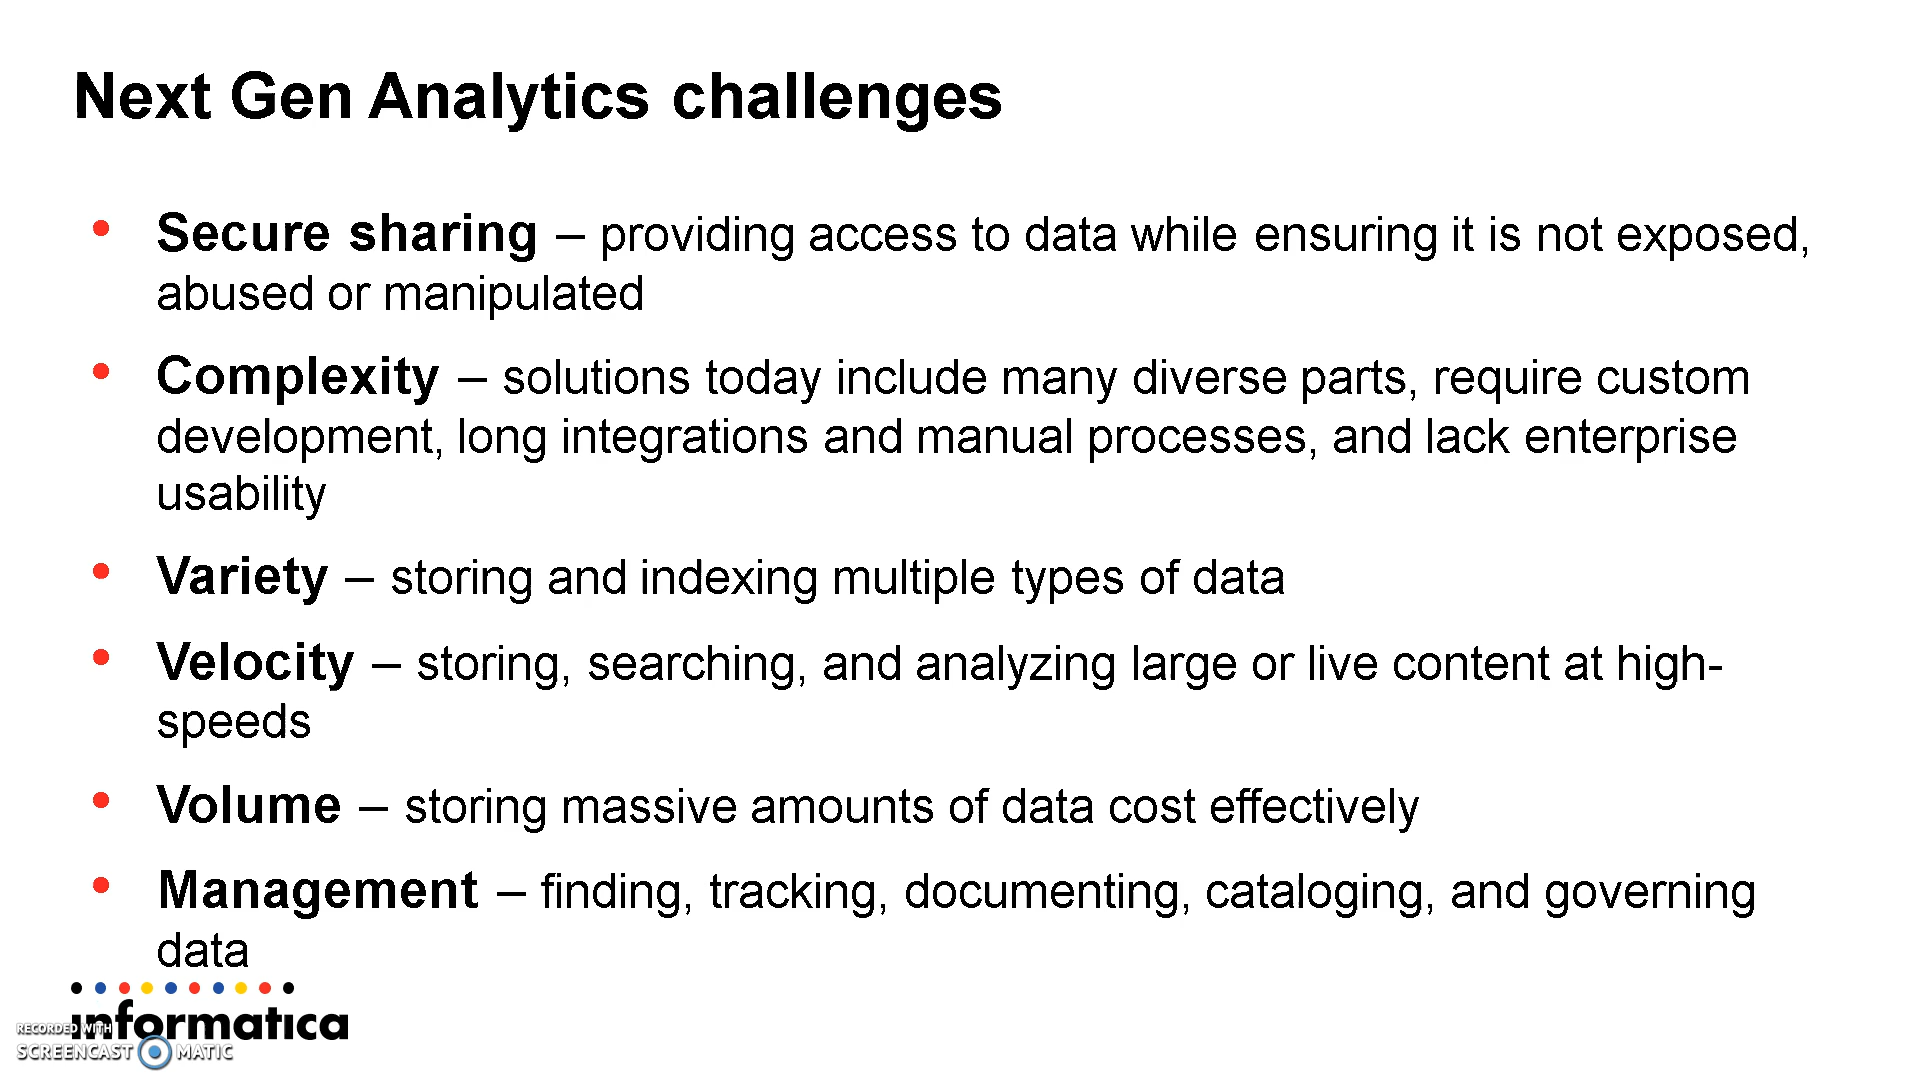 Next Gen Analytics challenges
• Secure sharing – providing access to data while ensuring it is not exposed,
abused or manipulated
• Complexity – solutions today include many diverse parts, require custom
development, long integrations and manual processes, and lack enterprise
usability
• Variety – storing and indexing multiple types of data
• Velocity – storing, searching, and analyzing large or live content at high-
speeds
• Volume – storing massive amounts of data cost effectively
• Management – finding, tracking, documenting, cataloging, and governing
data
informatica
RECORDED WITH
SCREENCAST MATIC